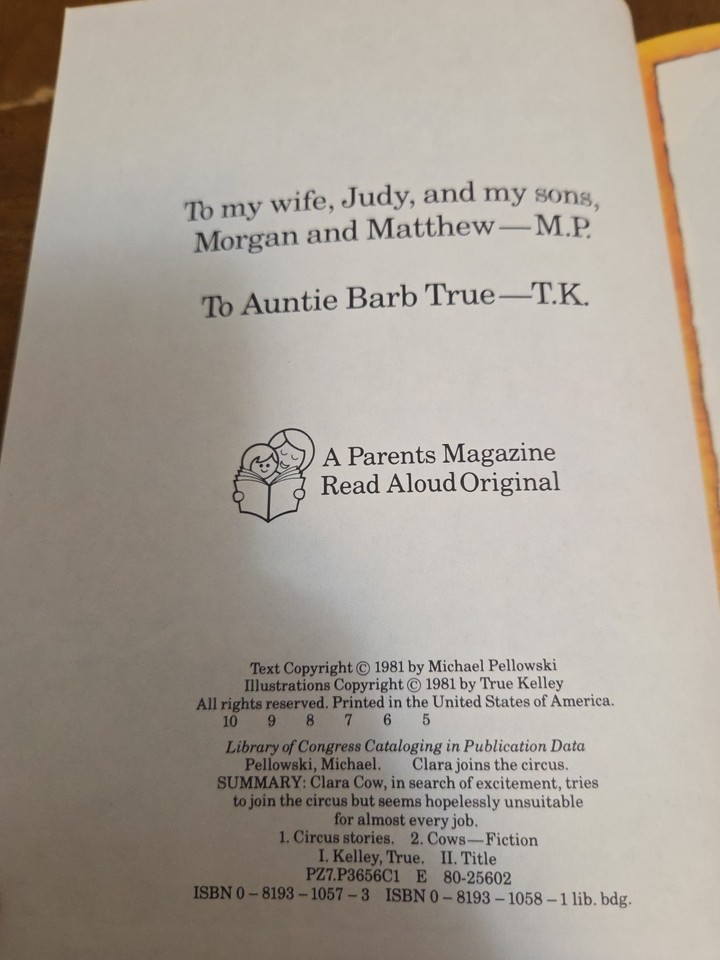 To my wife, Judy, and my sons,
Morgan and Matthew—M.P.
To Auntie Barb True—T.K.
A Parents Magazine
Read Aloud Original
Text Copyright © 1981 by Michael Pellowski
Illustrations Copyright © 1981 by True Kelley
All rights reserved. Printed in the United States of America.
10 9 8 7 6 5
Library of Congress Cataloging in Publication Data
Pellowski, Michael. Clara joins the circus.
SUMMARY: Clara Cow, in search of excitement, tries
to join the circus but seems hopelessly unsuitable
for almost every job.
1. Circus stories. 2. Cows—Fiction
I. Kelley, True. II. Title
PZ7.P3656C1 E 80-25602
ISBN 0-8193-1057-3 ISBN 0-8193-1058-1 lib. bdg.